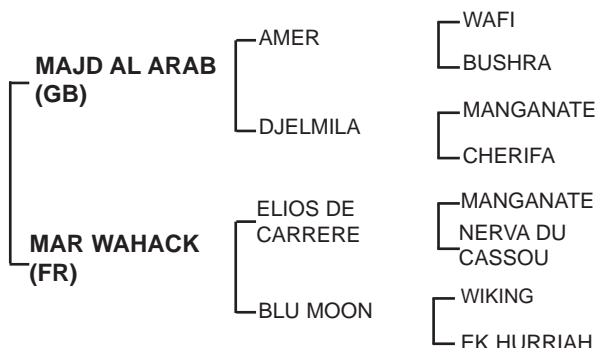 WAFI
AMER
MAJD AL ARAB
(GB)
BUSHRA
MANGANATE
DJELMILA
CHERIFA
MANGANATE
ELIOS DE
CARRERE
NERVA DU
CASSOU
MAR WAHACK
(FR)
WIKING
BLU MOON
EK HURRIAH